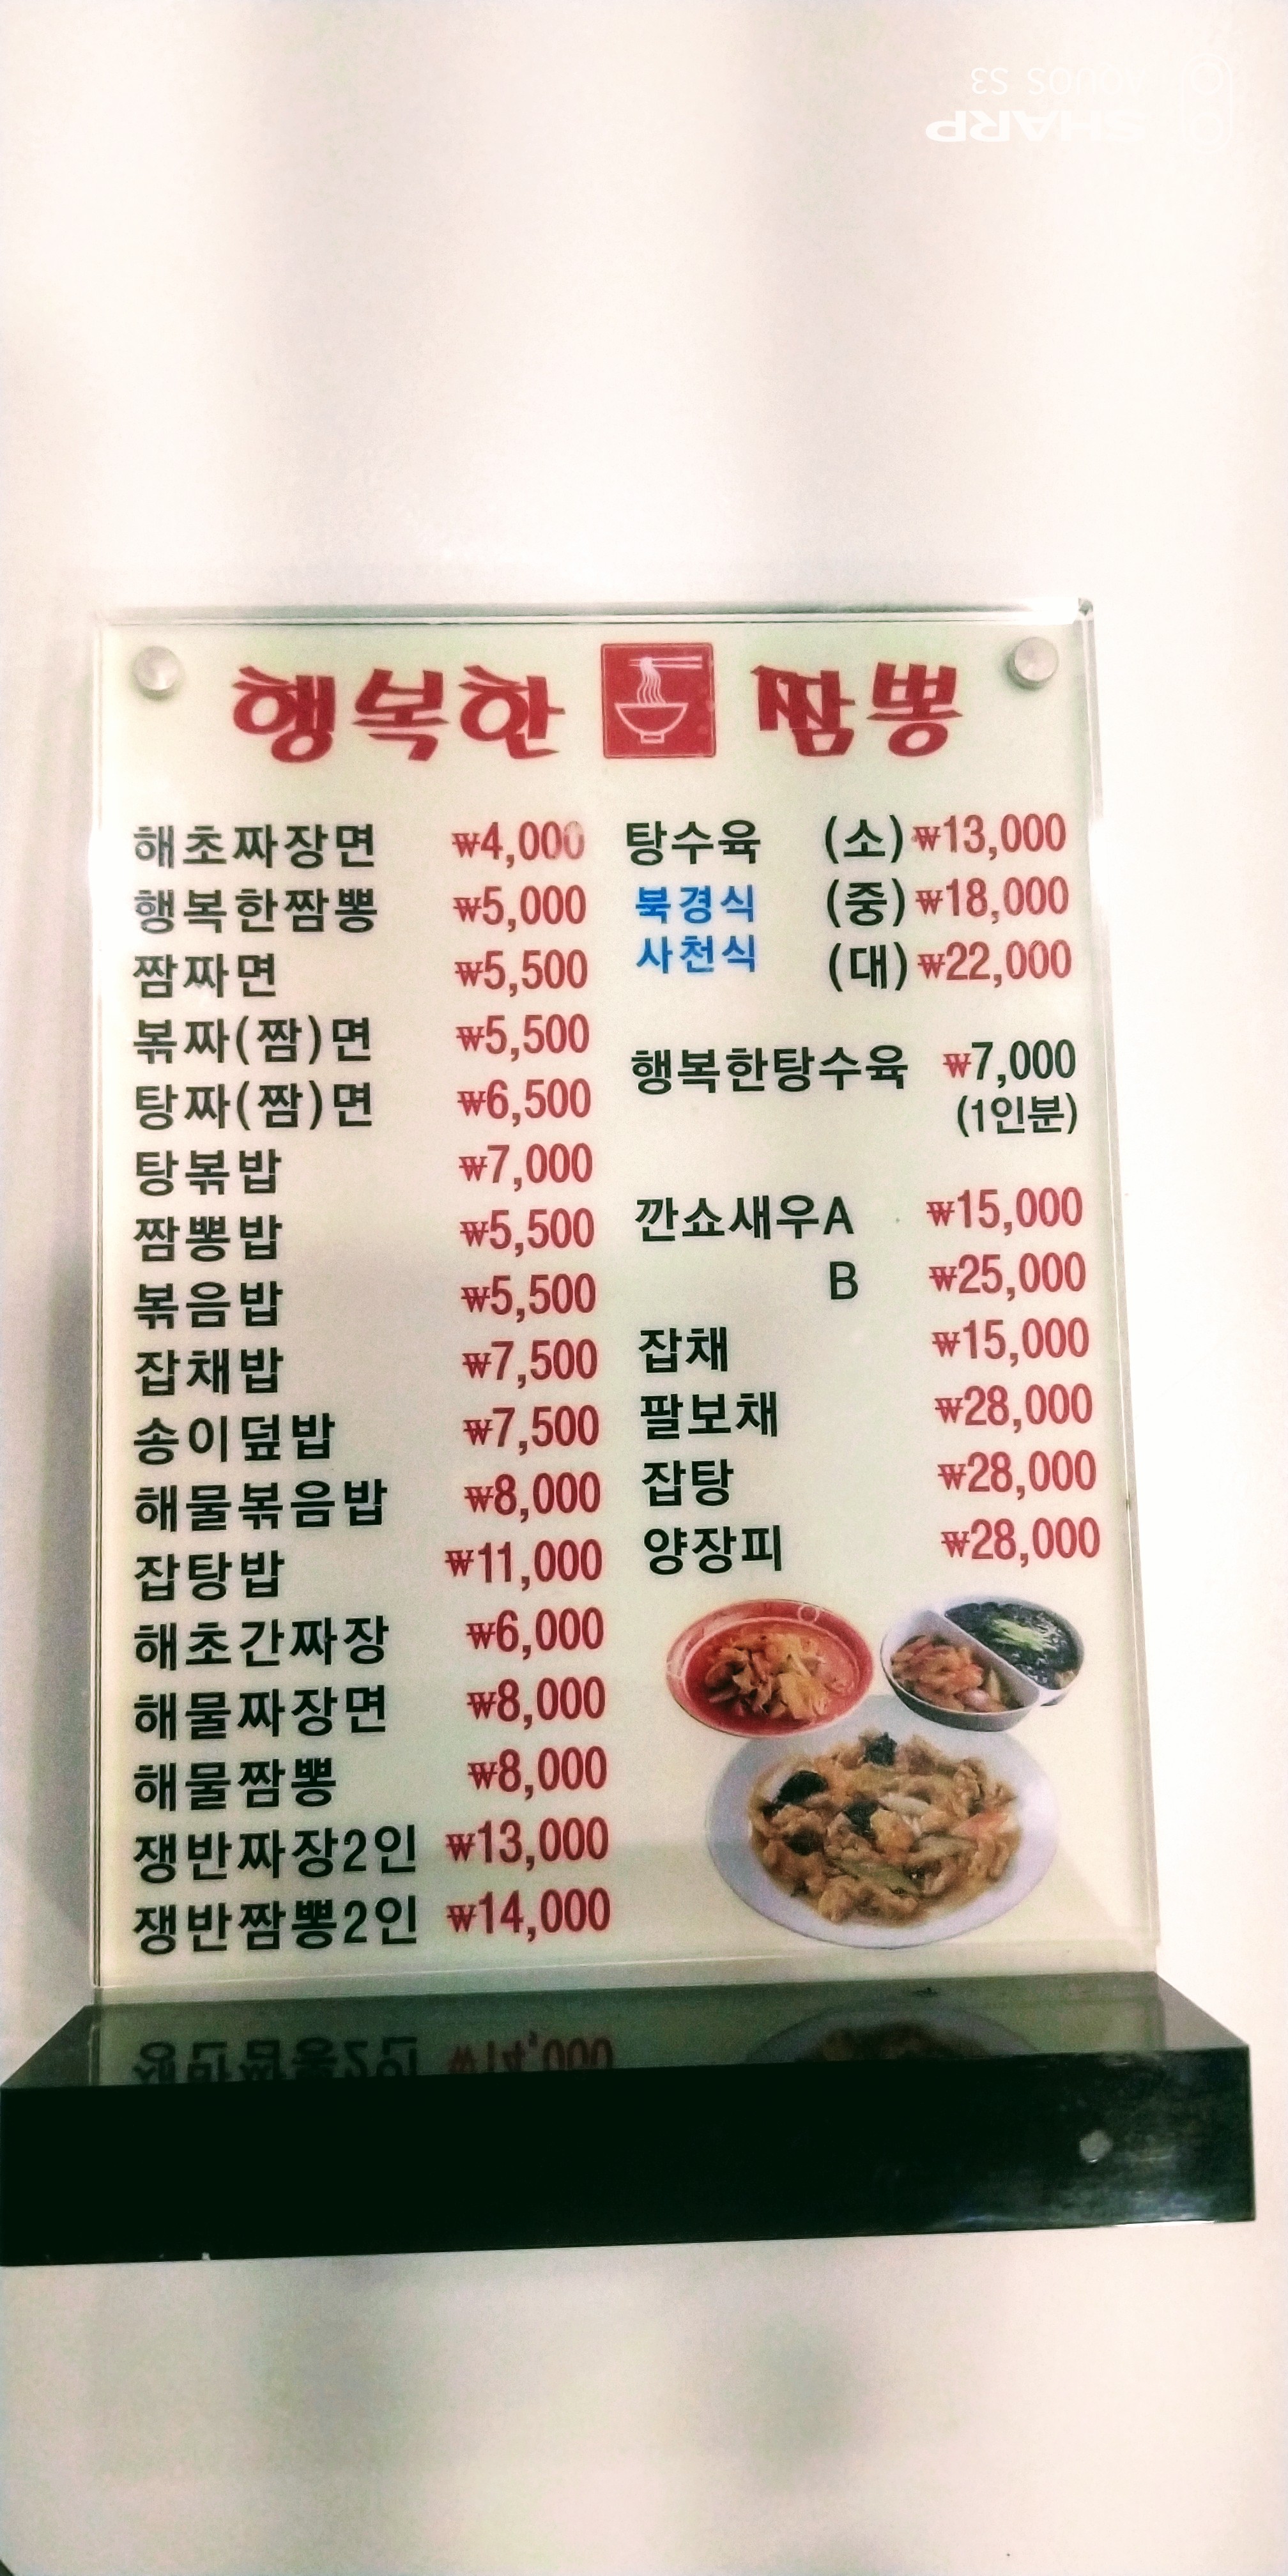 행복한 짬뽕
해초짜장면 ₩4,000
행복한짬뽕 ₩5,000
짬짜면 ₩5,500
볶짜(짬)면 ₩5,500
탕짜(짬)면 ₩6,500
탕볶밥 ₩7,000
짬뽕밥 ₩5,500
볶음밥 ₩5,500
잡채밥 ₩7,500
송이덮밥 ₩7,500
해물볶음밥 ₩8,000
잡탕밥 ₩11,000
해초간짜장 ₩6,000
해물짜장면 ₩8,000
해물짬뽕 ₩8,000
쟁반짜장2인 ₩13,000
쟁반짬뽕2인 ₩14,000
탕수육 (소) ₩13,000
북경식 (중) ₩18,000
사천식 (대) ₩22,000
행복한탕수육 ₩7,000
(1인분)
깐쇼새우A ₩15,000
B ₩25,000
잡채 ₩15,000
팔보채 ₩28,000
잡탕 ₩28,000
양장피 ₩28,000
SHARP
AQUOS S3